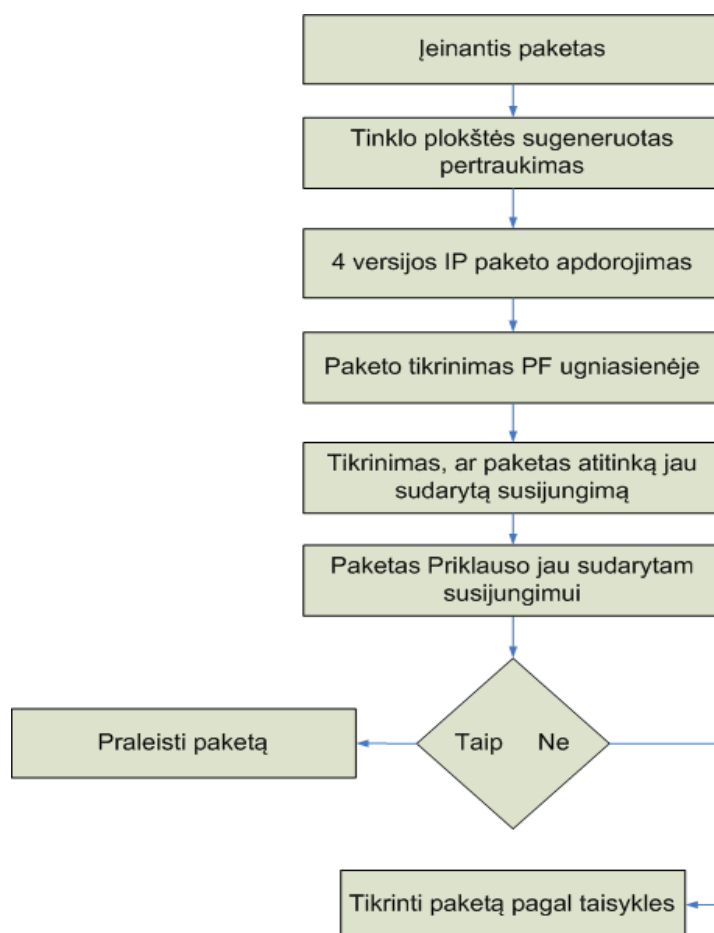 Įeinantis paketas
Tinklo plokštės sugeneruotas
pertraukimas
4 versijos IP paketo apdorojimas
Paketo tikrinimas PF ugniasienėje
Tikrinimas, ar paketas atitinką jau
sudarytą susijungimą
Paketas Priklauso jau sudarytam
susijungimui
Praleisti paketą
Taip Ne
Tikrinti paketą pagal taisykles